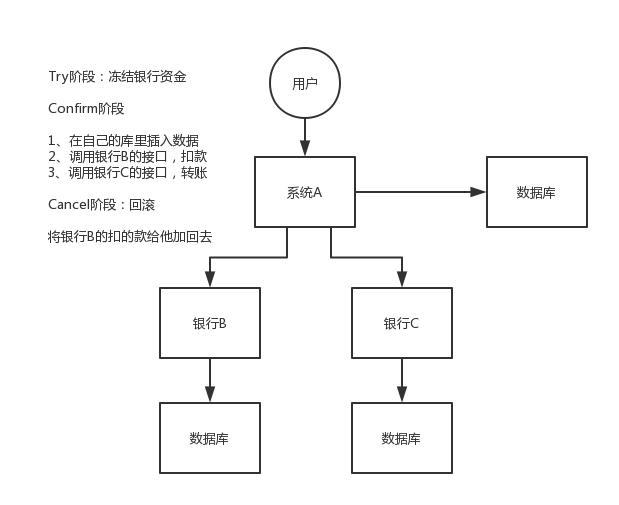 Try阶段：冻结银行资金
Confirm阶段
1、在自己的库里插入数据
2、调用银行B的接口，扣款
3、调用银行C的接口，转账
Cancel阶段：回滚
将银行B的扣的款给他加回去
用户
系统A
数据库
银行B
银行C
数据库
数据库